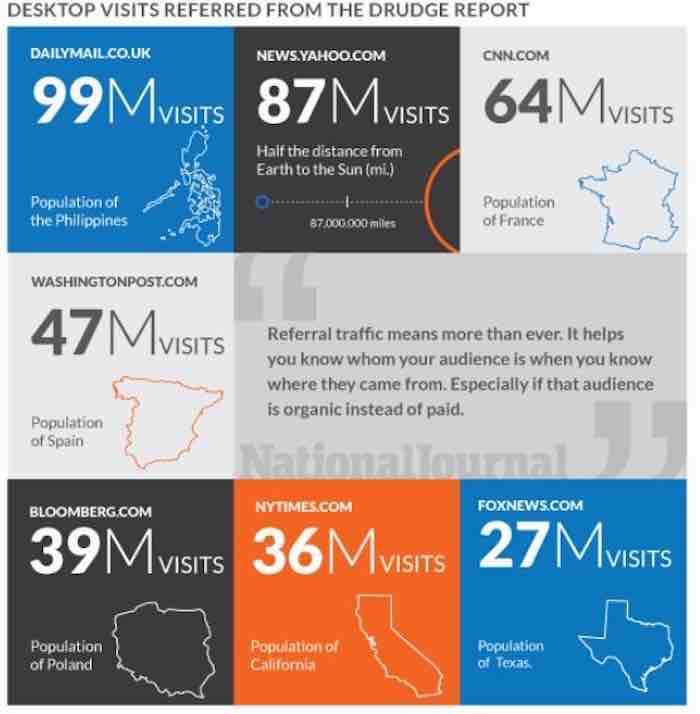 DESKTOP VISITS REFERRED FROM THE DRUDGE REPORT
DAILYMAIL.CO.UK
99M VISITS
Population of
the Philippines
NEWS.YAHOO.COM
87M VISITS
Half the distance from
Earth to the Sun (mi.)
87,000,000 miles
CNN.COM
64M VISITS
Population
of France
WASHINGTONPOST.COM
47M VISITS
Population
of Spain
“
Referral traffic means more than ever. It helps
you know whom your audience is when you know
where they came from. Especially if that audience
is organic instead of paid.
”
NationalJournal
BLOOMBERG.COM
39M VISITS
Population
of Poland
NYTIMES.COM
36M VISITS
Population of
California
FOXNEWS.COM
27M VISITS
Population
of Texas.